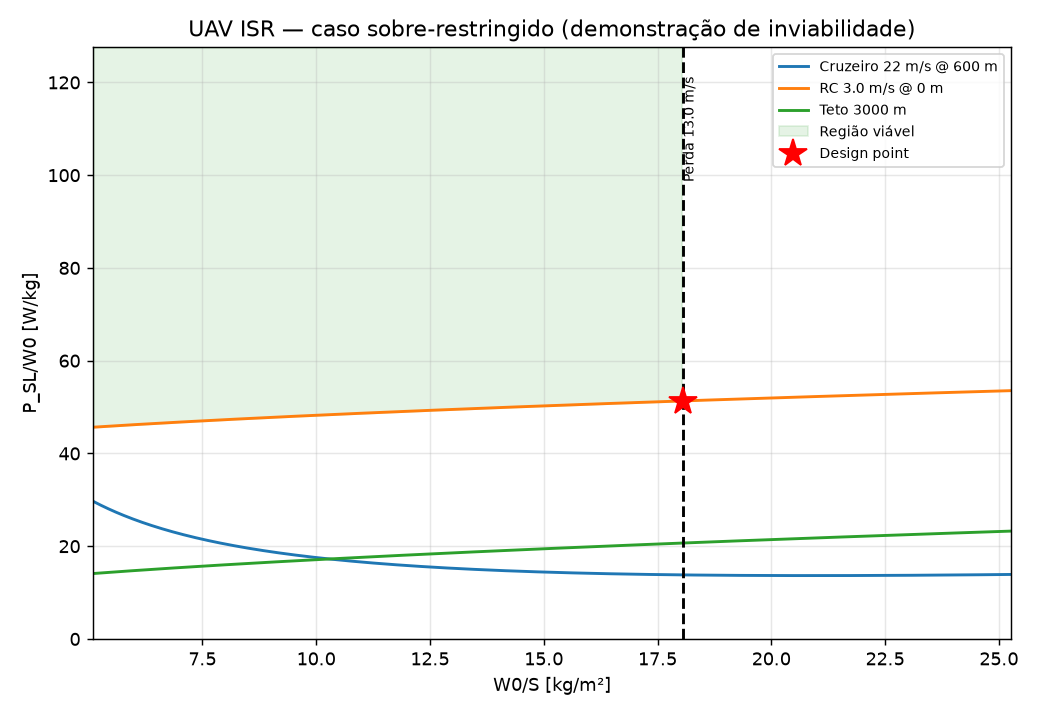 UAV ISR — caso sobre-restringido (demonstração de inviabilidade)
Cruzeiro 22 m/s @ 600 m
RC 3.0 m/s @ 0 m
Teto 3000 m
Região viável
Design point
Perda 13.0 m/s
P_SL/W0 [W/kg]
120
100
80
60
40
20
0
7.5
10.0
12.5
15.0
17.5
20.0
22.5
25.0
W0/S [kg/m²]